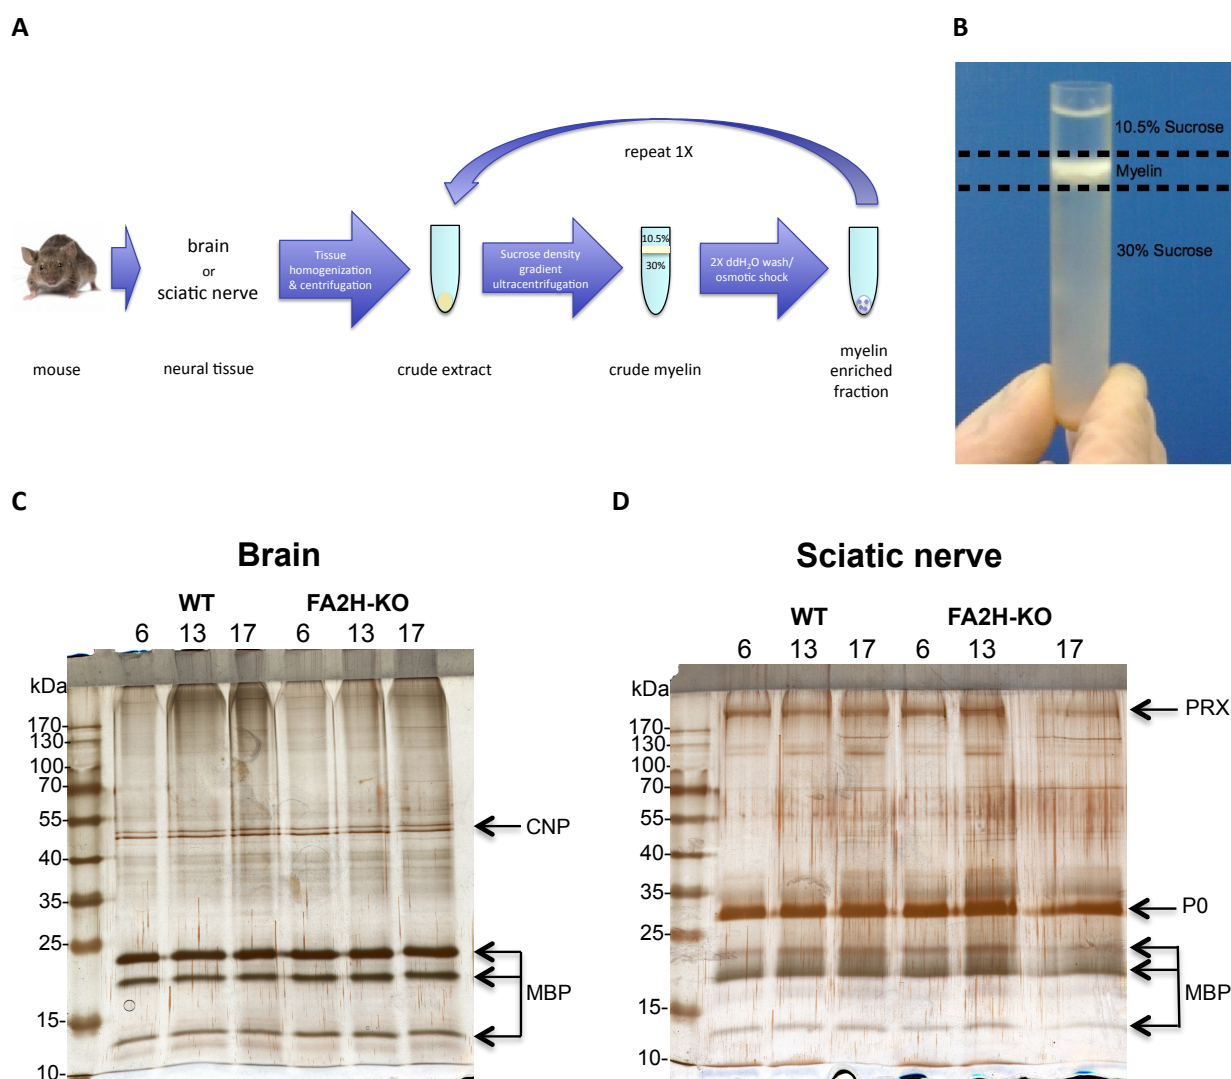 A
B
repeat 1X
brain
or
sciatic nerve
Tissue
homogenization
& centrifugation
Sucrose density
gradient
ultracentrifugation
10.5%
30%
2X ddH₂O wash/
osmotic shock
mouse
neural tissue
crude extract
crude myelin
myelin
enriched
fraction
10.5% Sucrose
Myelin
30% Sucrose
C
Brain
WT FA2H-KO
6 13 17 6 13 17
kDa
170-
130-
100-
70-
55-
40-
35-
25-
15-
10-
CNP
MBP
D
Sciatic nerve
WT FA2H-KO
6 13 17 6 13 17
kDa
170-
130-
100-
70-
55-
40-
35-
25-
15-
10-
PRX
P0
MBP